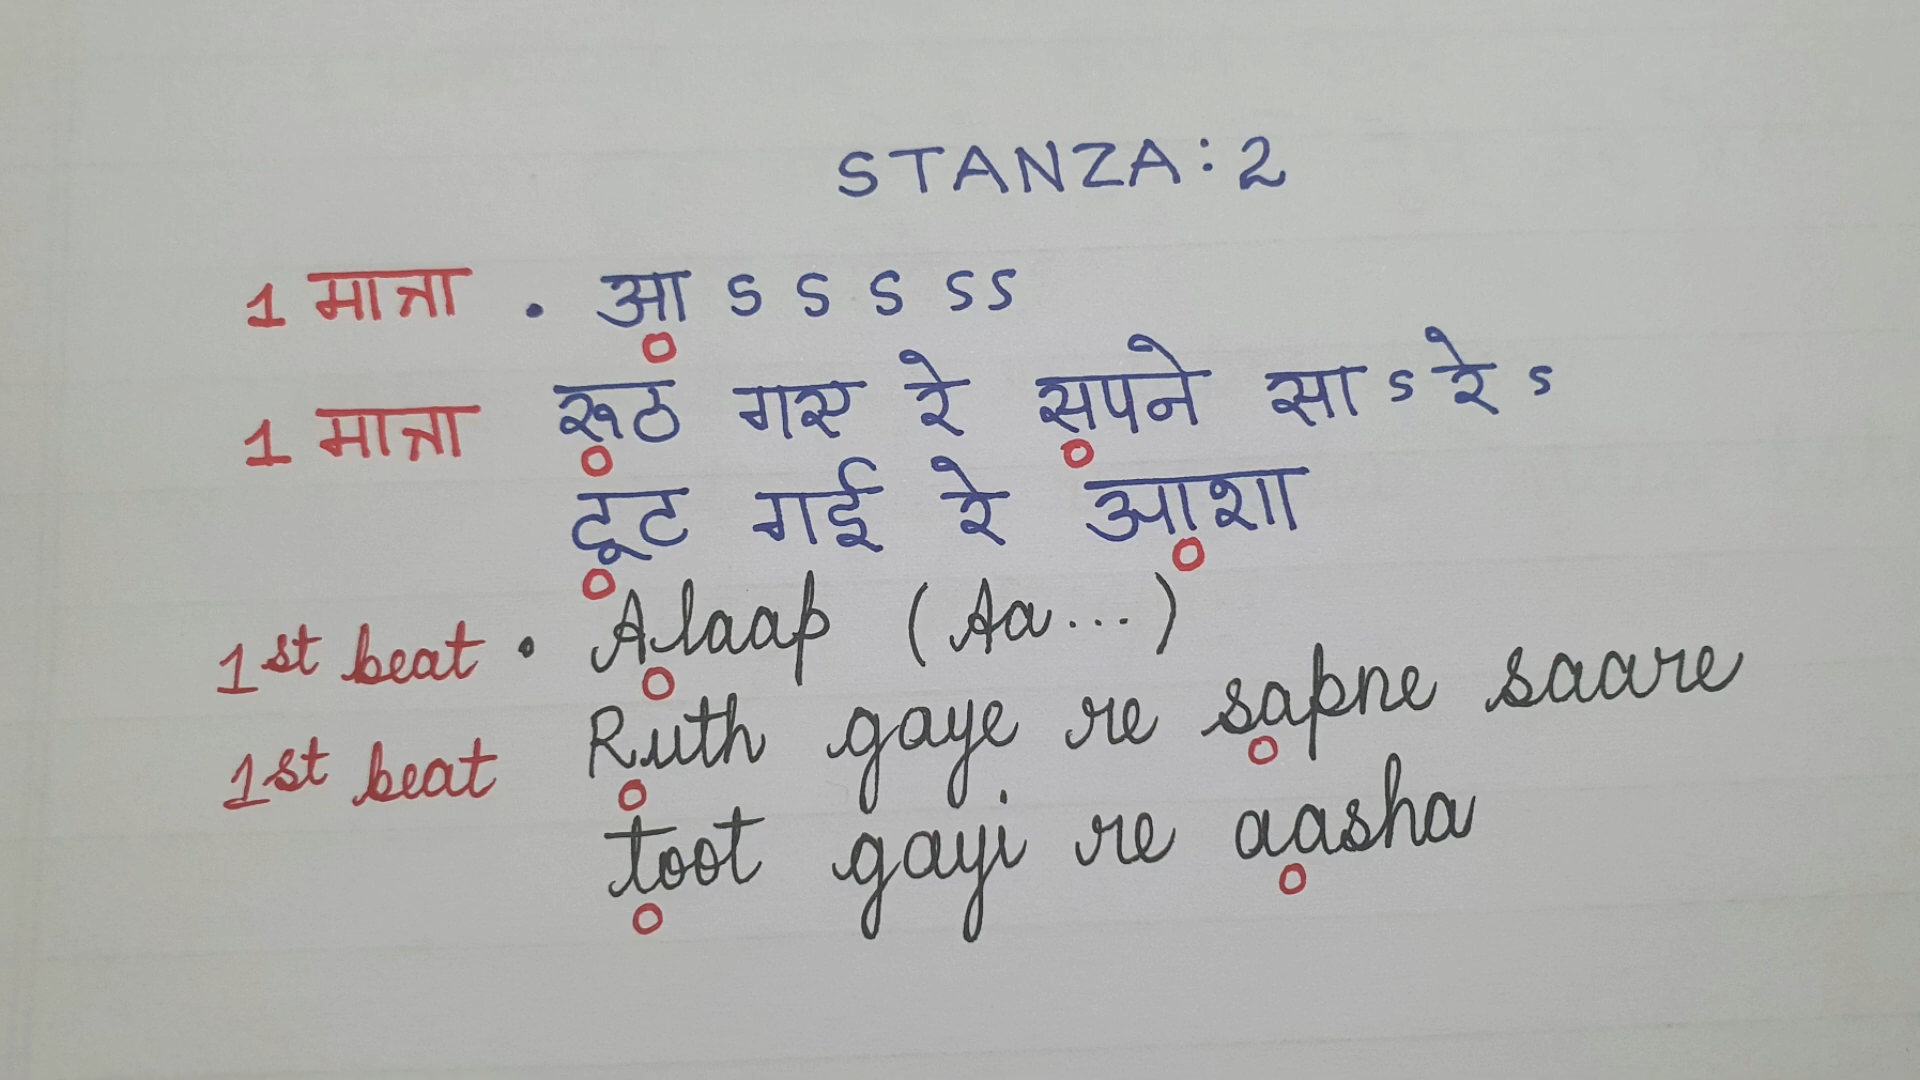 STANZA: 2
1 मात्रा . आ ऽ ऽ ऽ ऽ ऽ
1 मात्रा रूठ गए रे सपने सा ऽ रे ऽ
टूट गई रे आशा
1st beat . Alaap (Aa...)
1st beat Ruth gaye re sapne saare
toot gayi re aasha